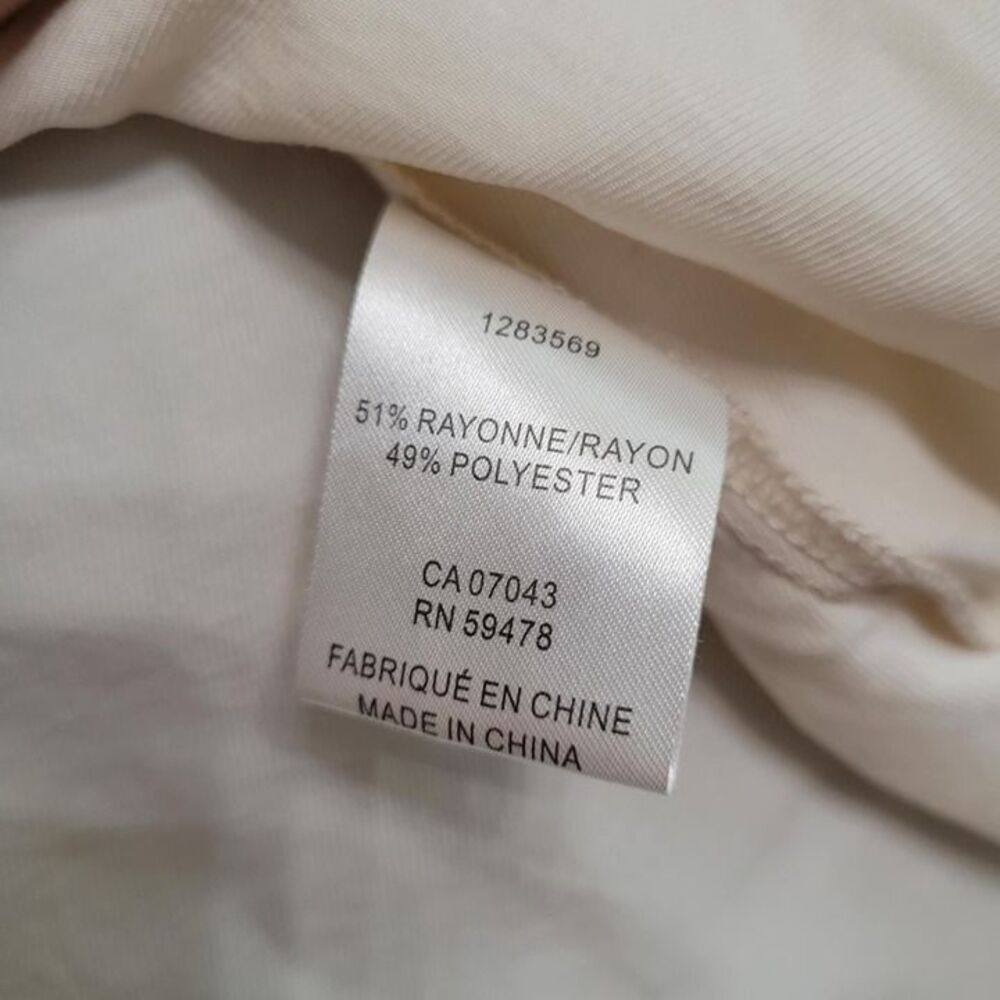 1283569
51% RAYONNE/RAYON
49% POLYESTER
CA 07043
RN 59478
FABRIQUÉ EN CHINE
MADE IN CHINA